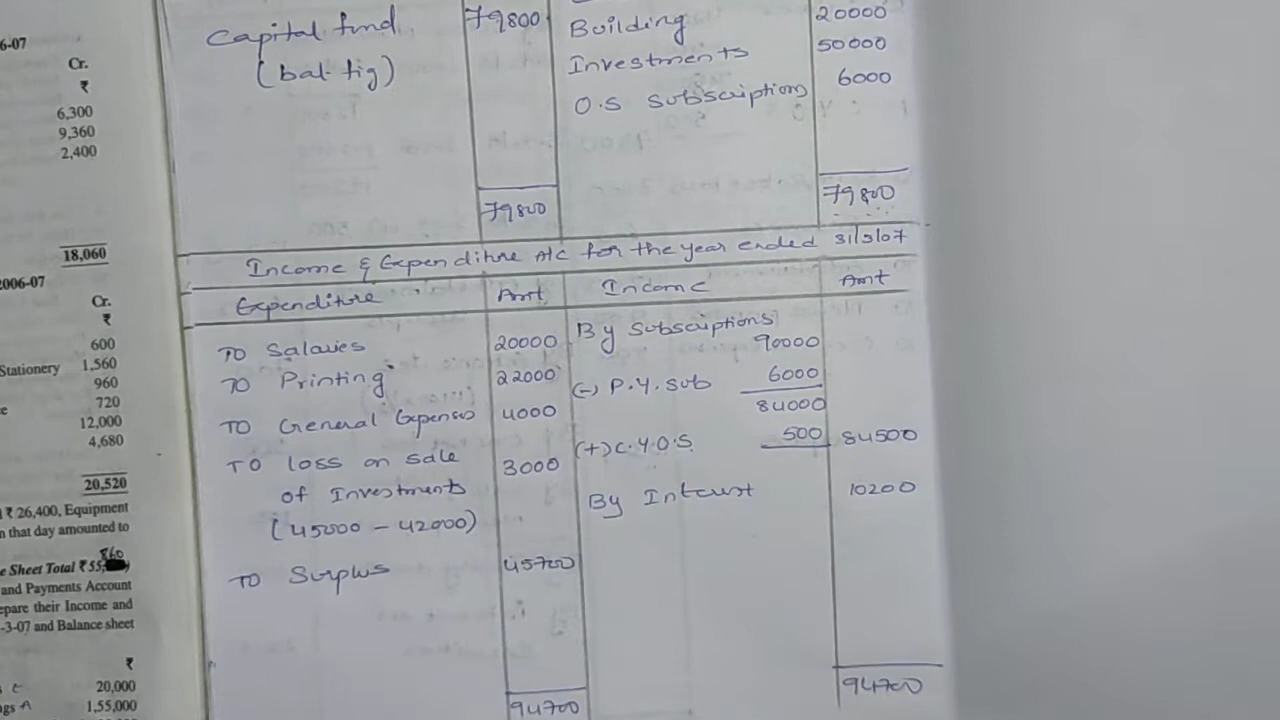 6-07
Cr.
₹
6,300
9,360
2,400
18,060
2006-07
Cr.
₹
600
Stationery 1,560
960
720
12,000
4,680
20,520
₹ 26,400, Equipment
n that day amounted to
860
e Sheet Total ₹ 55,
and Payments Account
epare their Income and
-3-07 and Balance sheet
₹
20,000
ngs A 1,55,000
Capital fund 79800 Building 20000
(bal. fig) Investments 50000
O.S Subscriptions 6000
79800 79800
Income & Expenditure A/c for the year ended 31/3/07
Expenditure Amt Income Amt
TO Salaries 20000 By Subscriptions
90000
TO Printing 22000 (-) P.Y. Sub 6000
84000
TO General Expenses 4000
TO loss on sale 3000 (+) C.Y.O.S. 500 84500
of Investments By Interest 10200
(45000 - 42000)
TO Surplus 45700
94700 94700